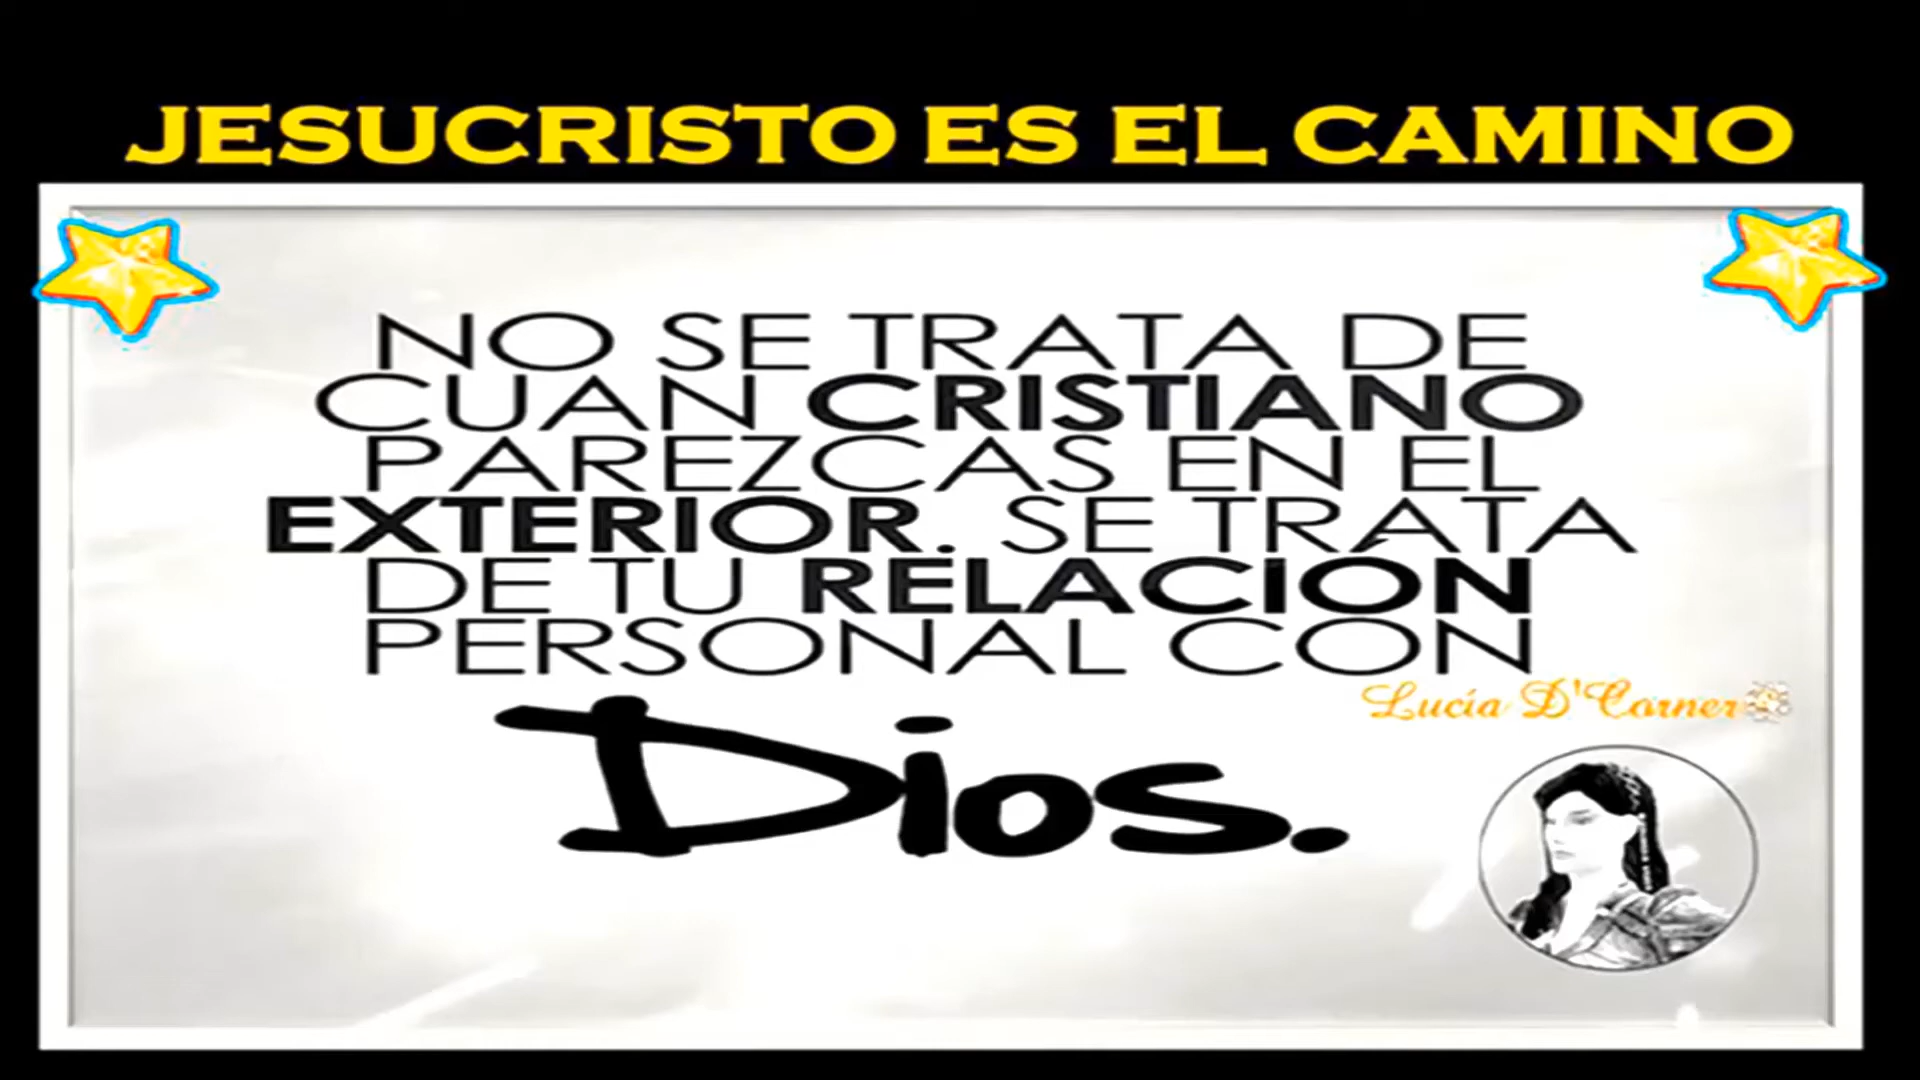 JESUCRISTO ES EL CAMINO
NO SE TRATA DE
CUAN CRISTIANO
PAREZCAS EN EL
EXTERIOR. SE TRATA
DE TU RELACIÓN
PERSONAL CON
Lucía D'Corner
Dios.